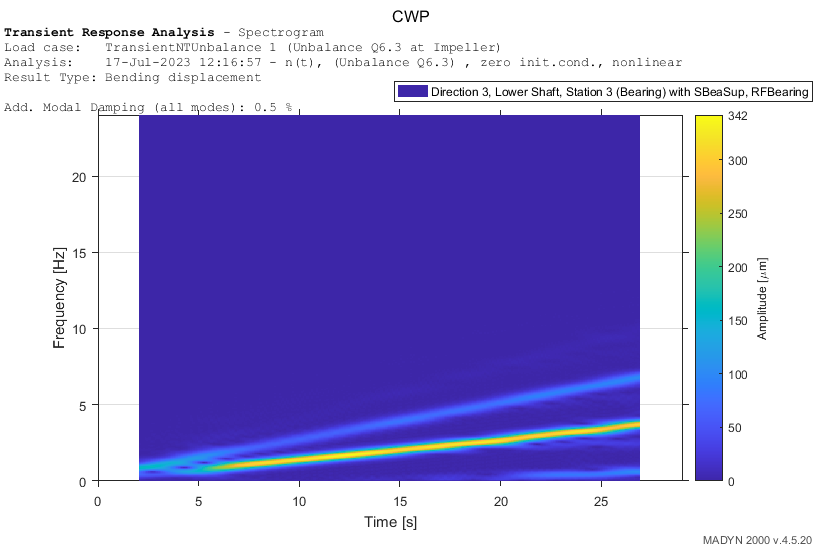 CWP
Transient Response Analysis - Spectrogram
Load case: TransientNTUnbalance 1 (Unbalance Q6.3 at Impeller)
Analysis: 17-Jul-2023 12:16:57 - n(t), (Unbalance Q6.3) , zero init.cond., nonlinear
Result Type: Bending displacement
Direction 3, Lower Shaft, Station 3 (Bearing) with SBeaSup, RFBearing
Add. Modal Damping (all modes): 0.5 %
Frequency [Hz]
20
15
10
5
0
0 5 10 15 20 25
Time [s]
342
300
250
200
150
100
50
0
Amplitude [μm]
MADYN 2000 v.4.5.20